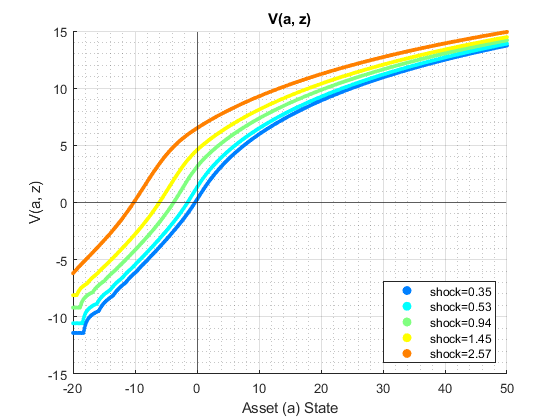 V(a, z)
15
10
5
0
-5
-10
-15
V(a, z)
-20
-10
0
10
20
30
40
50
Asset (a) State
shock=0.35
shock=0.53
shock=0.94
shock=1.45
shock=2.57